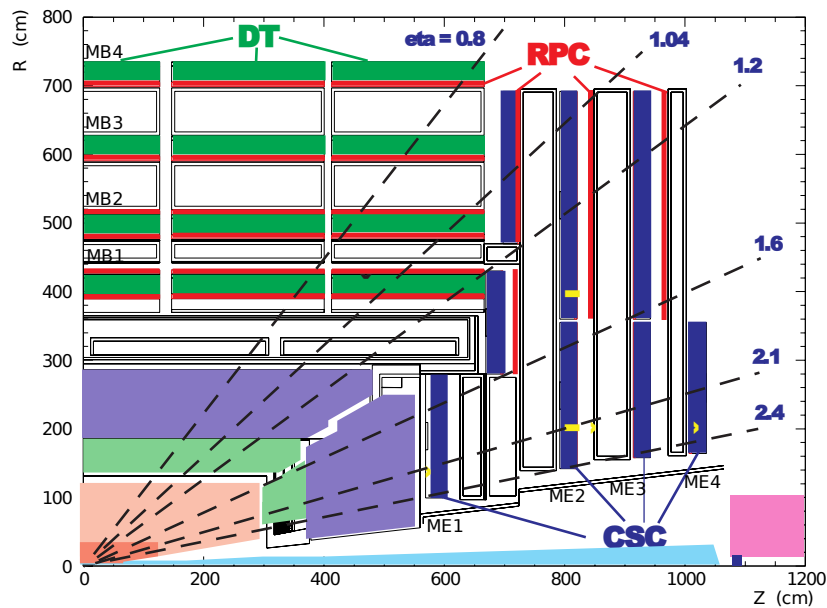 R (cm)
800
700
600
500
400
300
200
100
0
MB4
MB3
MB2
MB1
DT
eta = 0.8
RPC
1.04
1.2
1.6
2.1
2.4
ME1
ME2
ME3
ME4
CSC
0
200
400
600
800
1000
1200
Z (cm)